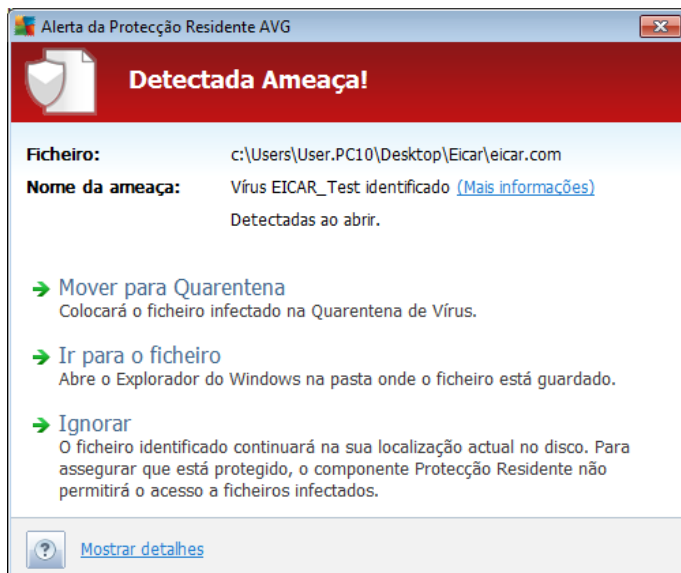 Alerta da Protecção Residente AVG
Detectada Ameaça!
Ficheiro: c:\Users\User.PC10\Desktop\Eicar\eicar.com
Nome da ameaça: Vírus EICAR_Test identificado (Mais informações)
Detectadas ao abrir.
Mover para Quarentena
Colocará o ficheiro infectado na Quarentena de Vírus.
Ir para o ficheiro
Abre o Explorador do Windows na pasta onde o ficheiro está guardado.
Ignorar
O ficheiro identificado continuará na sua localização actual no disco. Para
assegurar que está protegido, o componente Protecção Residente não
permitirá o acesso a ficheiros infectados.
? Mostrar detalhes